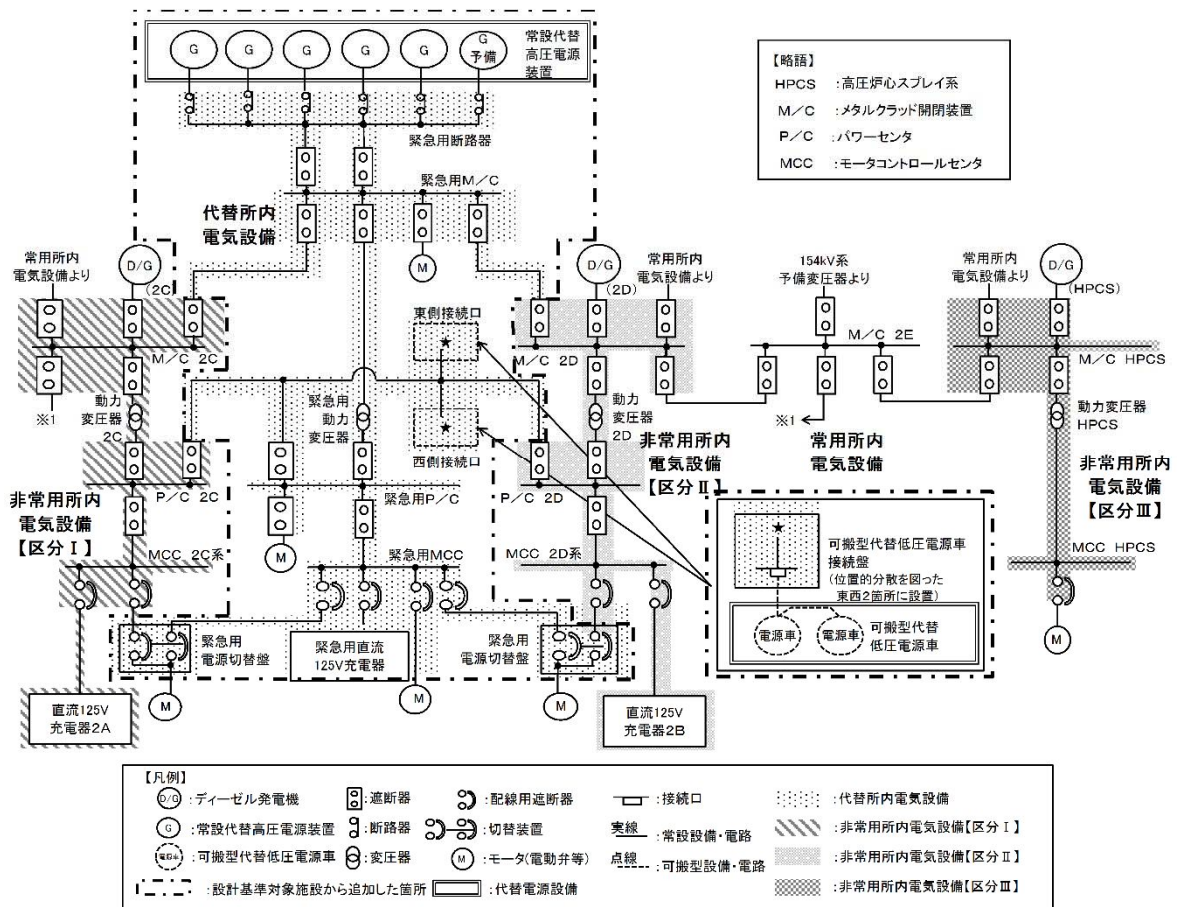 G
G
G
G
G
G
予備
常設代替
高圧電源
装置
緊急用断路器
緊急用M/C
【略語】
HPCS :高圧炉心スプレイ系
M/C :メタルクラッド開閉装置
P/C :パワーセンタ
MCC :モータコントロールセンタ
代替所内
電気設備
M
常用所内
電気設備より
D/G
(2C)
D/G
(2D)
常用所内
電気設備より
154kV系
予備変圧器より
常用所内
電気設備より
D/G
(HPCS)
東側接続口
★
M/C 2C
M/C 2D
M/C 2E
M/C HPCS
※1
動力
変圧器
2C
緊急用
動力
変圧器
★
西側接続口
動力
変圧器
2D
※1
常用所内
電気設備
動力変圧器
HPCS
非常用所内
電気設備
【区分Ⅱ】
非常用所内
電気設備
【区分Ⅲ】
P/C 2C
緊急用P/C
P/C 2D
非常用所内
電気設備
【区分Ⅰ】
M
MCC 2C系
緊急用MCC
MCC 2D系
MCC HPCS
★
可搬型代替低圧電源車
接続盤
(位置的分散を図った
東西2箇所に設置)
電源車
電源車
可搬型代替
低圧電源車
緊急用
電源切替盤
緊急用直流
125V充電器
緊急用
電源切替盤
M
M
M
M
直流125V
充電器2A
直流125V
充電器2B
【凡例】
D/G :ディーゼル発電機
:遮断器
:配線用遮断器
:接続口
:代替所内電気設備
G :常設代替高圧電源装置
:断路器
:切替装置
実線 :常設設備・電路
:非常用所内電気設備【区分Ⅰ】
電源車 :可搬型代替低圧電源車
:変圧器
M :モータ(電動弁等)
点線 :可搬型設備・電路
:非常用所内電気設備【区分Ⅱ】
:設計基準対象施設から追加した箇所
:代替電源設備
:非常用所内電気設備【区分Ⅲ】